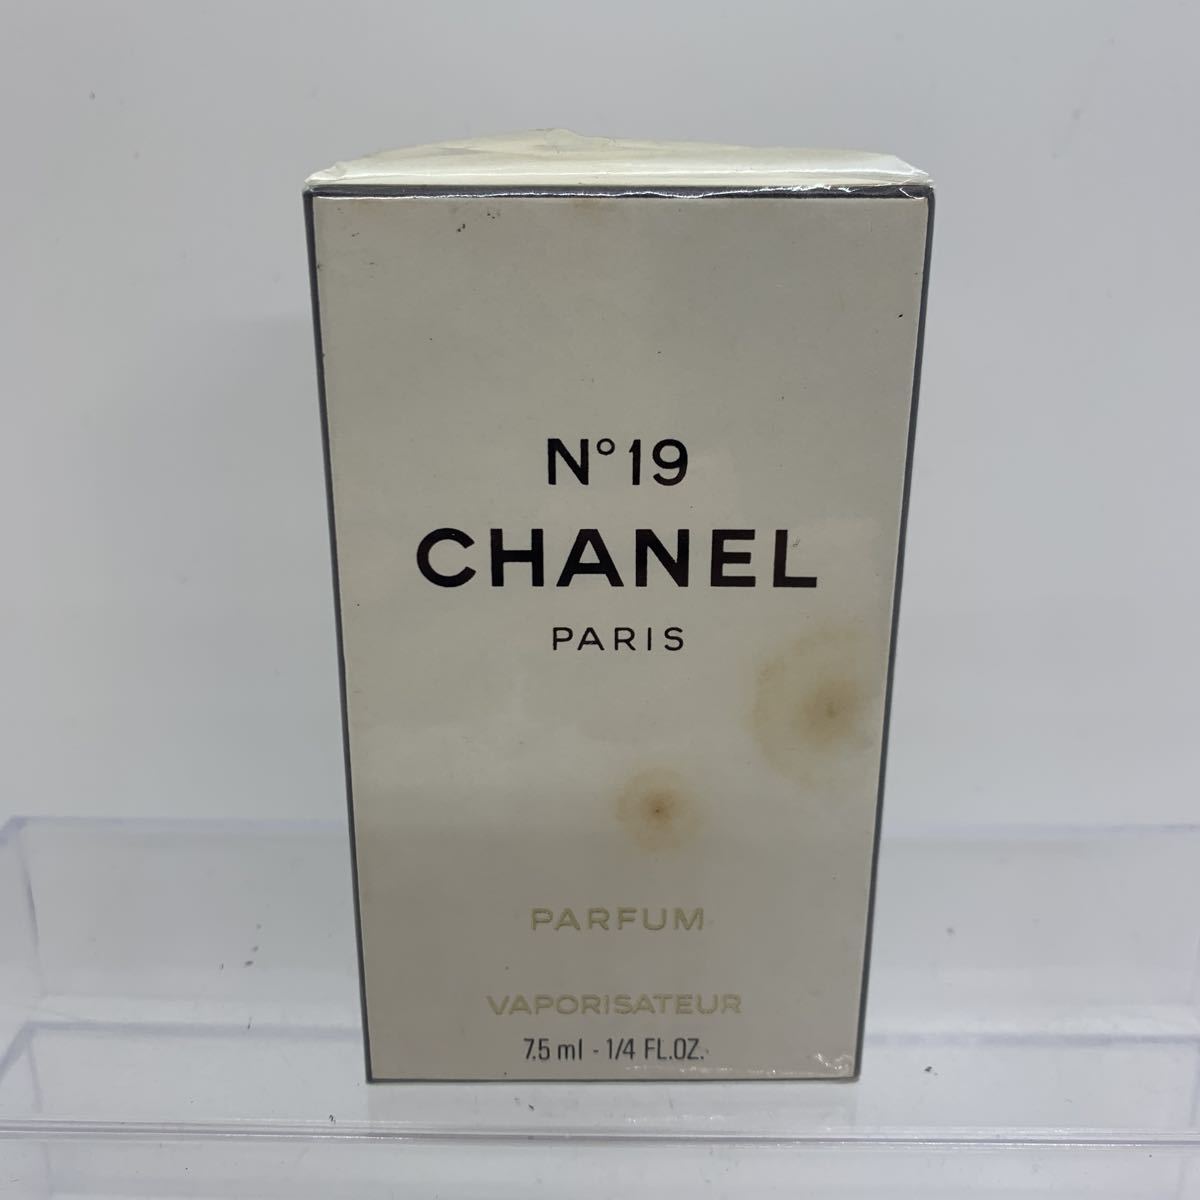 N° 19
CHANEL
PARIS
PARFUM
VAPORISATEUR
7.5 ml - 1/4 FL.OZ.